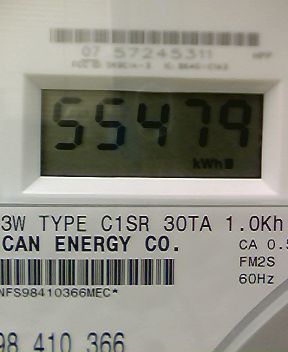 07 57245311
55479
kWh
3W TYPE C1SR 30TA 1.0Kh
CAN ENERGY CO.
CA 0.5
FM2S
60Hz
NFS98410366MEC*
98 410 366